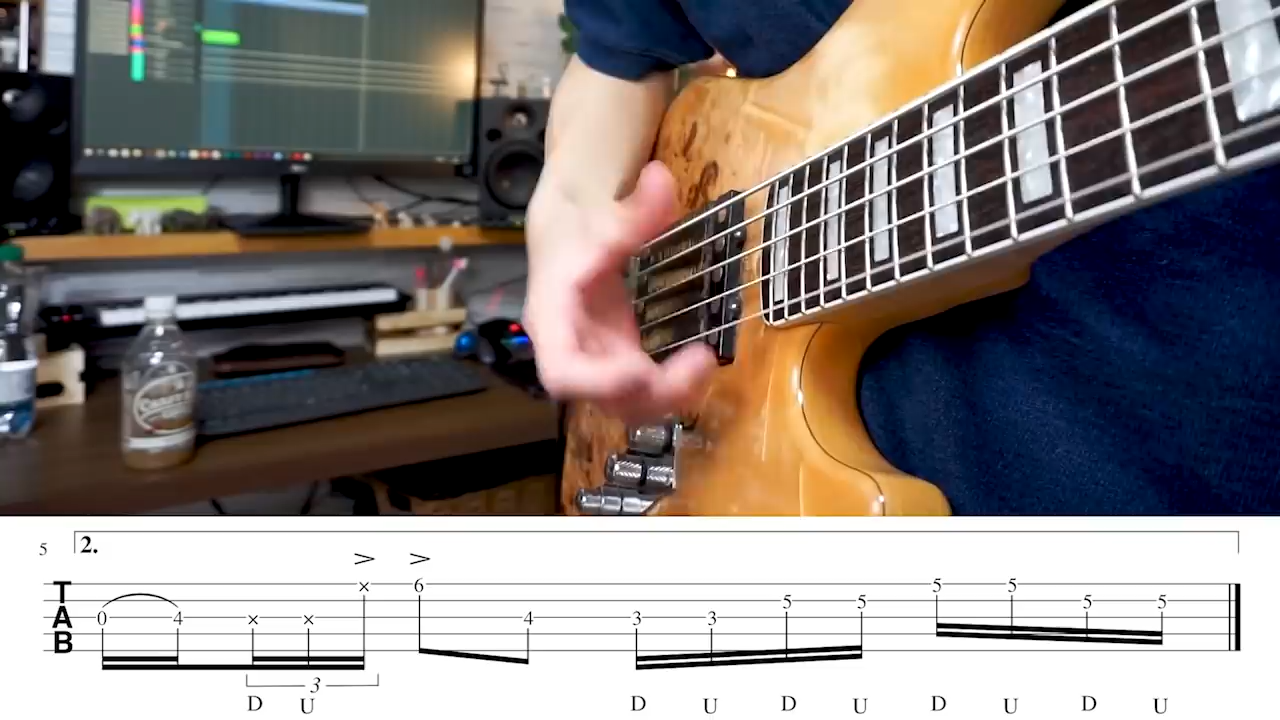 5 2.
> >
× 6 5 5
5 5 5 5
0 4 × × 4 3 3
T
A
B
3
D U D U D U D U D U